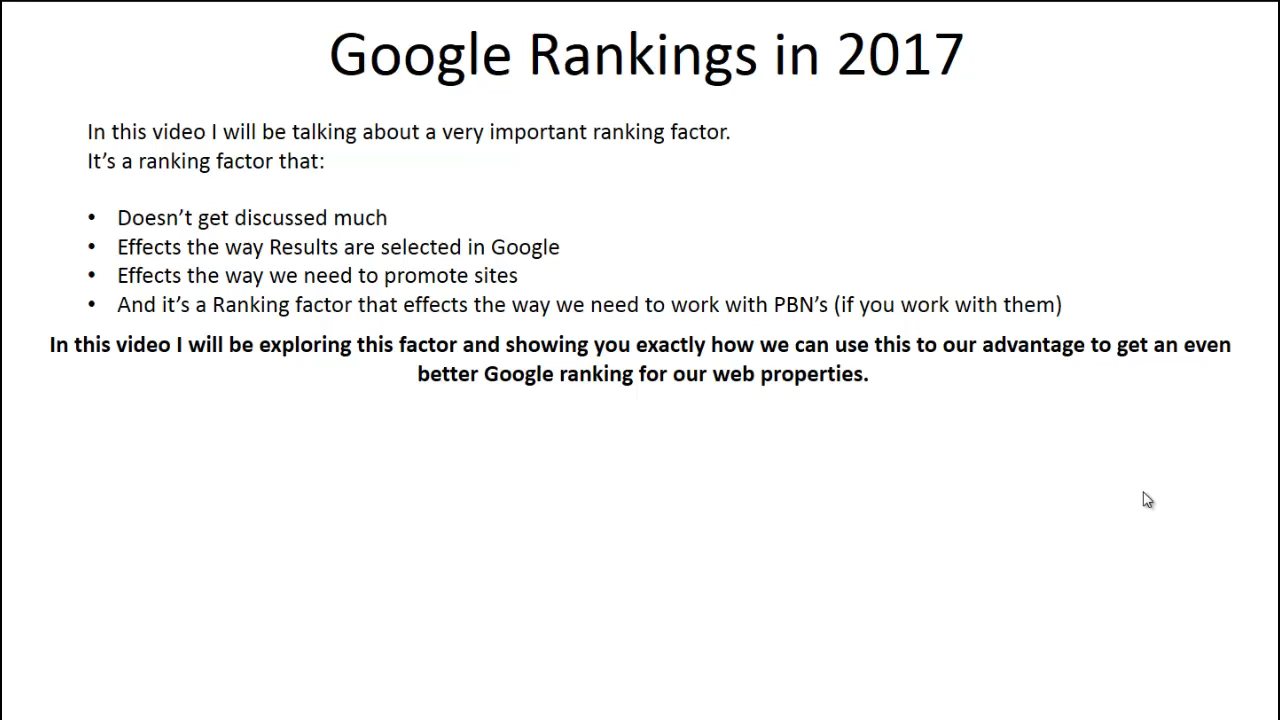 Google Rankings in 2017
In this video I will be talking about a very important ranking factor.
It’s a ranking factor that:
• Doesn’t get discussed much
• Effects the way Results are selected in Google
• Effects the way we need to promote sites
• And it’s a Ranking factor that effects the way we need to work with PBN’s (if you work with them)
In this video I will be exploring this factor and showing you exactly how we can use this to our advantage to get an even
better Google ranking for our web properties.